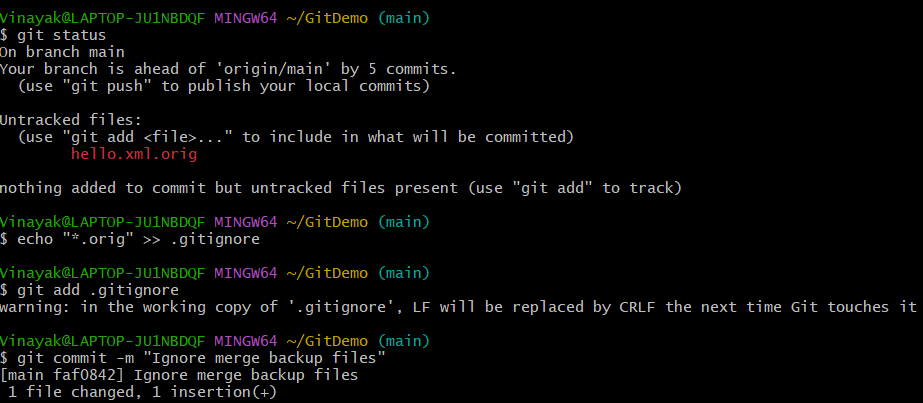 Vinayak@LAPTOP-JU1NBDQF MINGW64 ~/GitDemo (main)
$ git status
On branch main
Your branch is ahead of 'origin/main' by 5 commits.
  (use "git push" to publish your local commits)

Untracked files:
  (use "git add <file>..." to include in what will be committed)
        hello.xml.orig

nothing added to commit but untracked files present (use "git add" to track)

Vinayak@LAPTOP-JU1NBDQF MINGW64 ~/GitDemo (main)
$ echo "*.orig" >> .gitignore

Vinayak@LAPTOP-JU1NBDQF MINGW64 ~/GitDemo (main)
$ git add .gitignore
warning: in the working copy of '.gitignore', LF will be replaced by CRLF the next time Git touches it

Vinayak@LAPTOP-JU1NBDQF MINGW64 ~/GitDemo (main)
$ git commit -m "Ignore merge backup files"
[main faf0842] Ignore merge backup files
 1 file changed, 1 insertion(+)